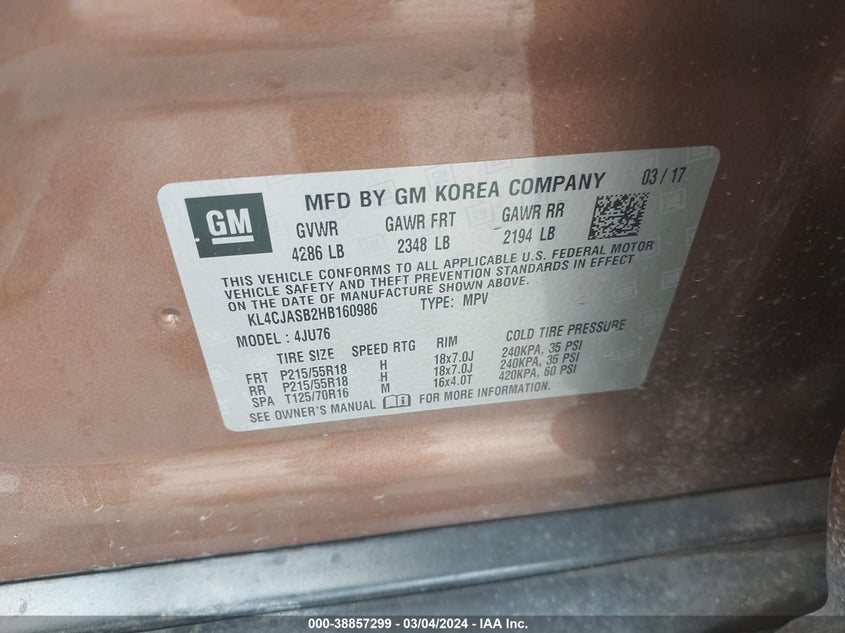 GM
MFD BY GM KOREA COMPANY 03 / 17
GVWR GAWR FRT GAWR RR
4286 LB 2348 LB 2194 LB
THIS VEHICLE CONFORMS TO ALL APPLICABLE U.S. FEDERAL MOTOR
VEHICLE SAFETY AND THEFT PREVENTION STANDARDS IN EFFECT
ON THE DATE OF MANUFACTURE SHOWN ABOVE.
KL4CJASB2HB160986 TYPE: MPV
MODEL : 4JU76
TIRE SIZE SPEED RTG RIM COLD TIRE PRESSURE
FRT P215/55R18 H 18x7.0J 240KPA, 35 PSI
RR P215/55R18 H 18x7.0J 240KPA, 35 PSI
SPA T125/70R16 M 16x4.0T 420KPA, 60 PSI
SEE OWNER'S MANUAL FOR MORE INFORMATION.
000-38857299 - 03/04/2024 - IAA Inc.